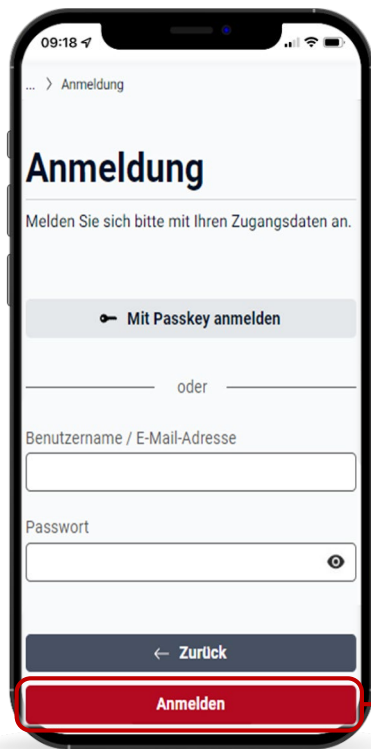 09:18
... > Anmeldung
Anmeldung
Melden Sie sich bitte mit Ihren Zugangsdaten an.
Mit Passkey anmelden
oder
Benutzername / E-Mail-Adresse
Passwort
← Zurück
Anmelden